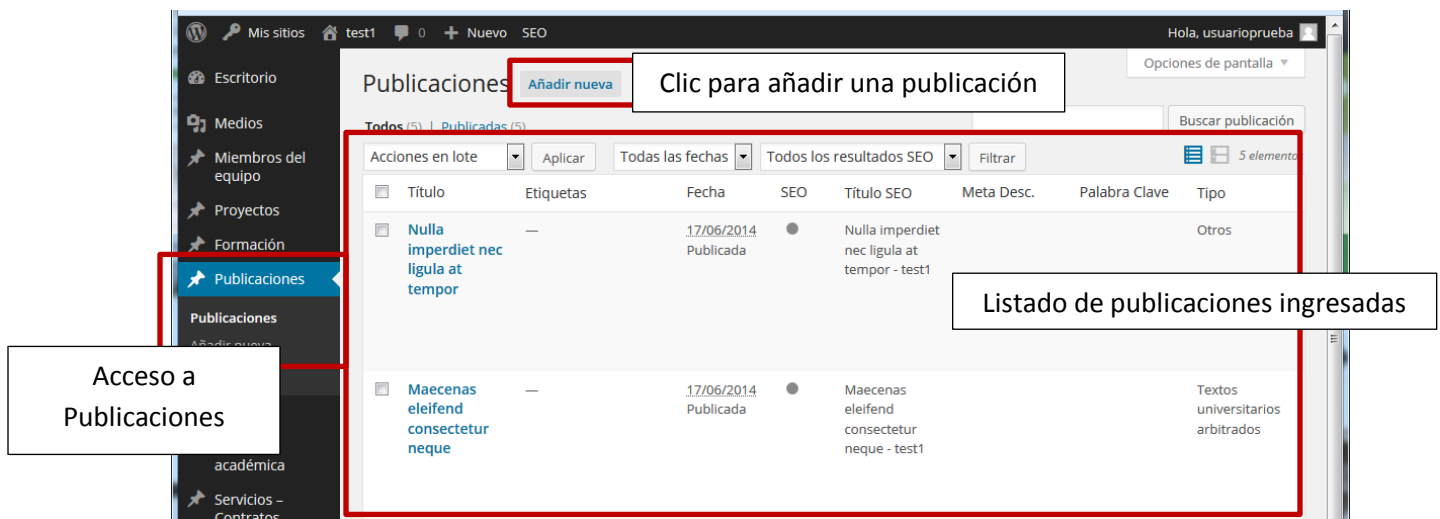 Mis sitios test1 0 + Nuevo SEO Hola, usuarioprueba
Escritorio
Medios
Miembros del
equipo
Proyectos
Formación
Publicaciones
Publicaciones
Añadir nueva
académica
Servicios –
Contratos
Acceso a
Publicaciones
Publicaciones Añadir nueva
Clic para añadir una publicación
Opciones de pantalla
Todos (5) | Publicadas (5)
Buscar publicación
Acciones en lote Aplicar Todas las fechas Todos los resultados SEO Filtrar 5 elementos
Título Etiquetas Fecha SEO Título SEO Meta Desc. Palabra Clave Tipo
Nulla — 17/06/2014 Nulla imperdiet Otros
imperdiet nec Publicada nec ligula at
ligula at tempor - test1
tempor
Listado de publicaciones ingresadas
Maecenas — 17/06/2014 Maecenas Textos
eleifend Publicada eleifend universitarios
consectetur consectetur arbitrados
neque neque - test1